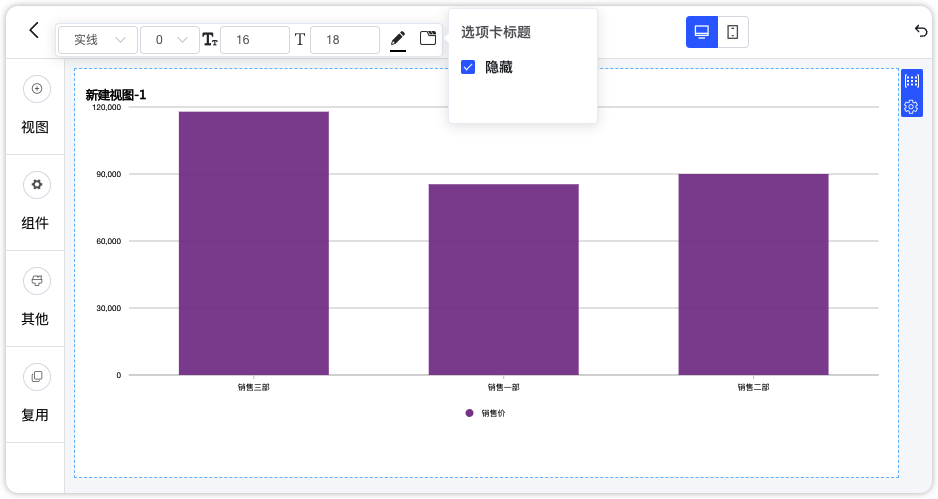 选项卡标题
实线 0 Tт 16 T 18
隐藏
视图
组件
其他
复用
新建视图-1
120,000
90,000
60,000
30,000
0
销售三部 销售一部 销售二部
销售价